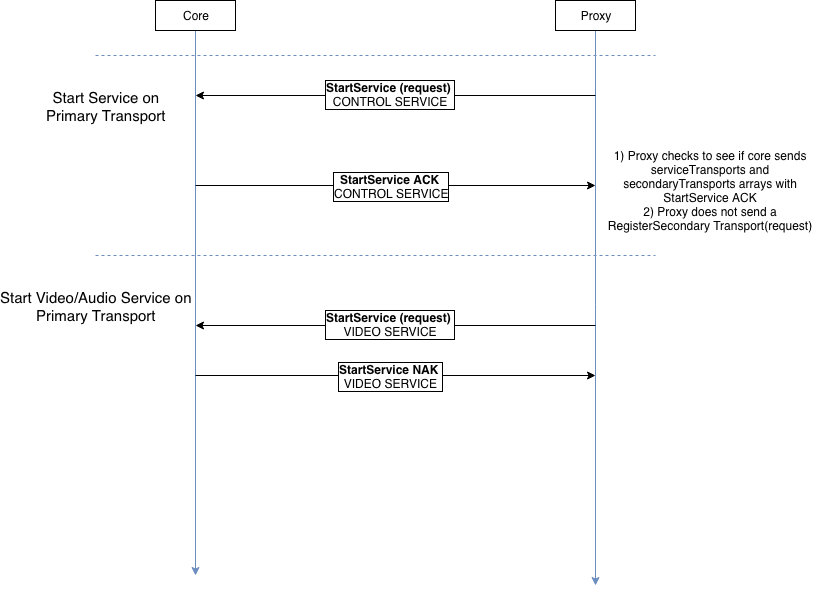 Core
Proxy
StartService (request)
CONTROL SERVICE
Start Service on
Primary Transport
StartService ACK
CONTROL SERVICE
1) Proxy checks to see if core sends
serviceTransports and
secondaryTransports arrays with
StartService ACK
2) Proxy does not send a
RegisterSecondary Transport(request)
Start Video/Audio Service on
Primary Transport
StartService (request)
VIDEO SERVICE
StartService NAK
VIDEO SERVICE